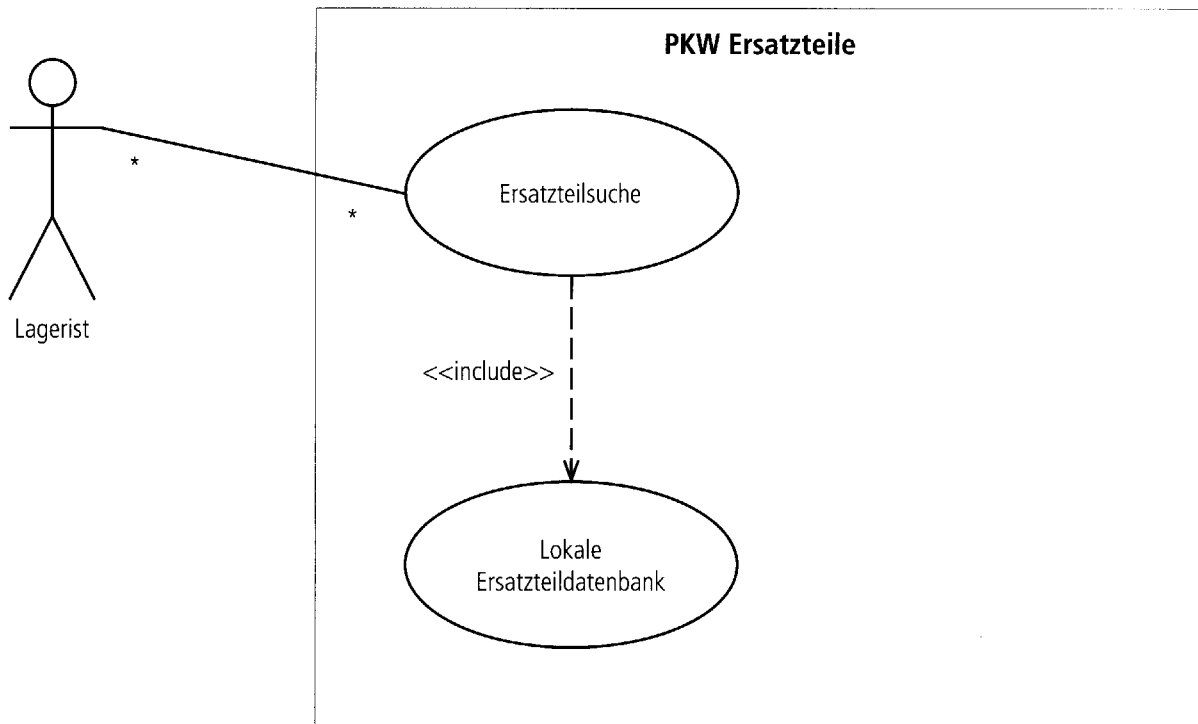 PKW Ersatzteile
*
*
Ersatzteilsuche
Lagerist
<<include>>
Lokale
Ersatzteildatenbank